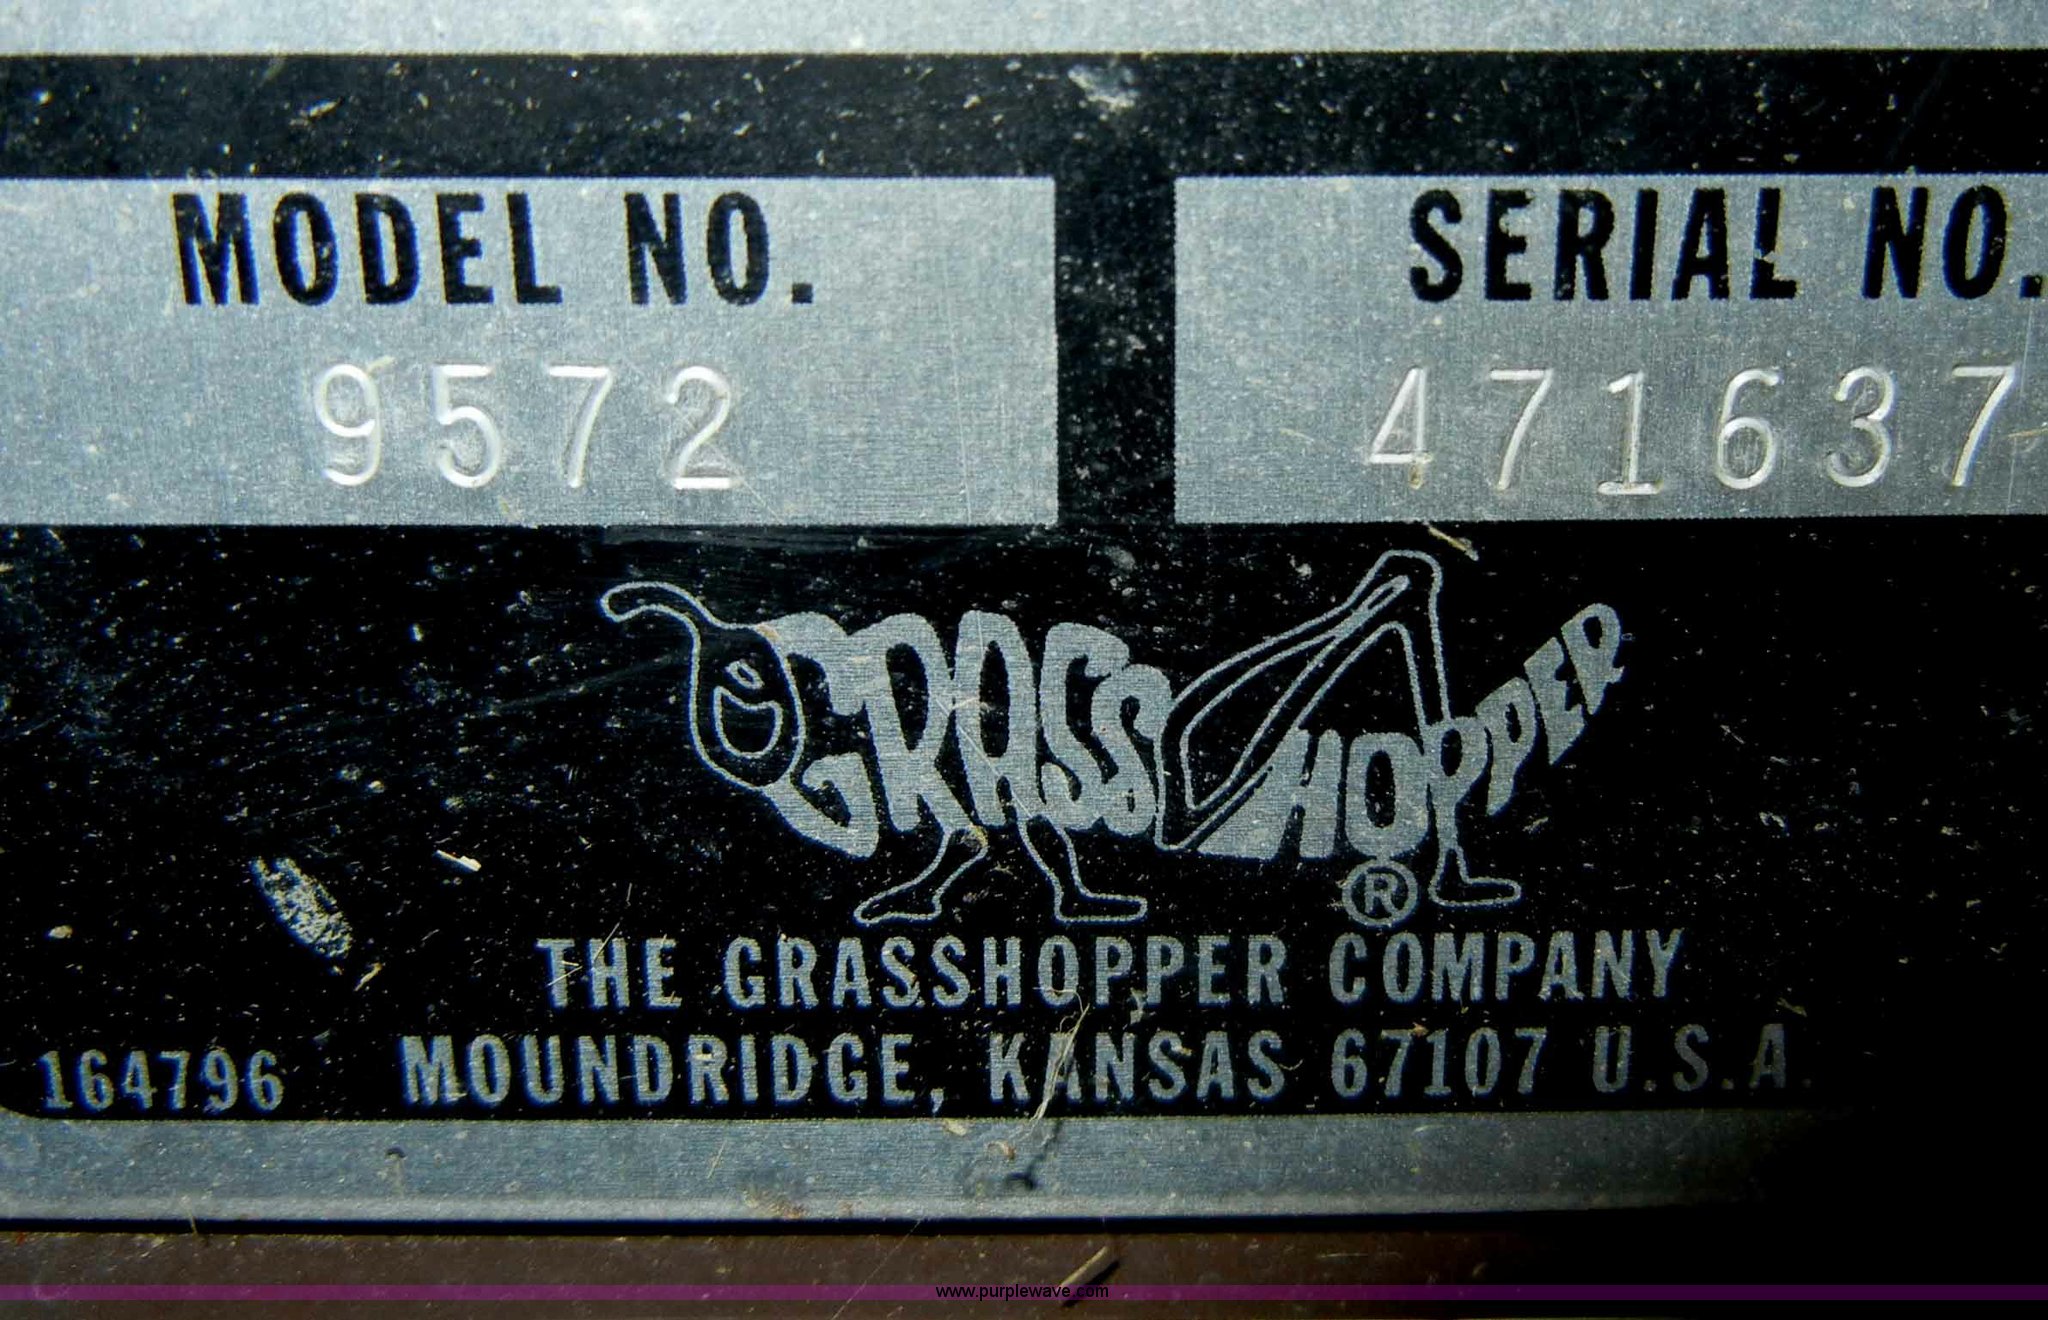 MODEL NO.
9572
SERIAL NO.
471637
GRASSHOPPER
®
THE GRASSHOPPER COMPANY
164796
MOUNDRIDGE, KANSAS 67107 U.S.A.
www.purplewave.com